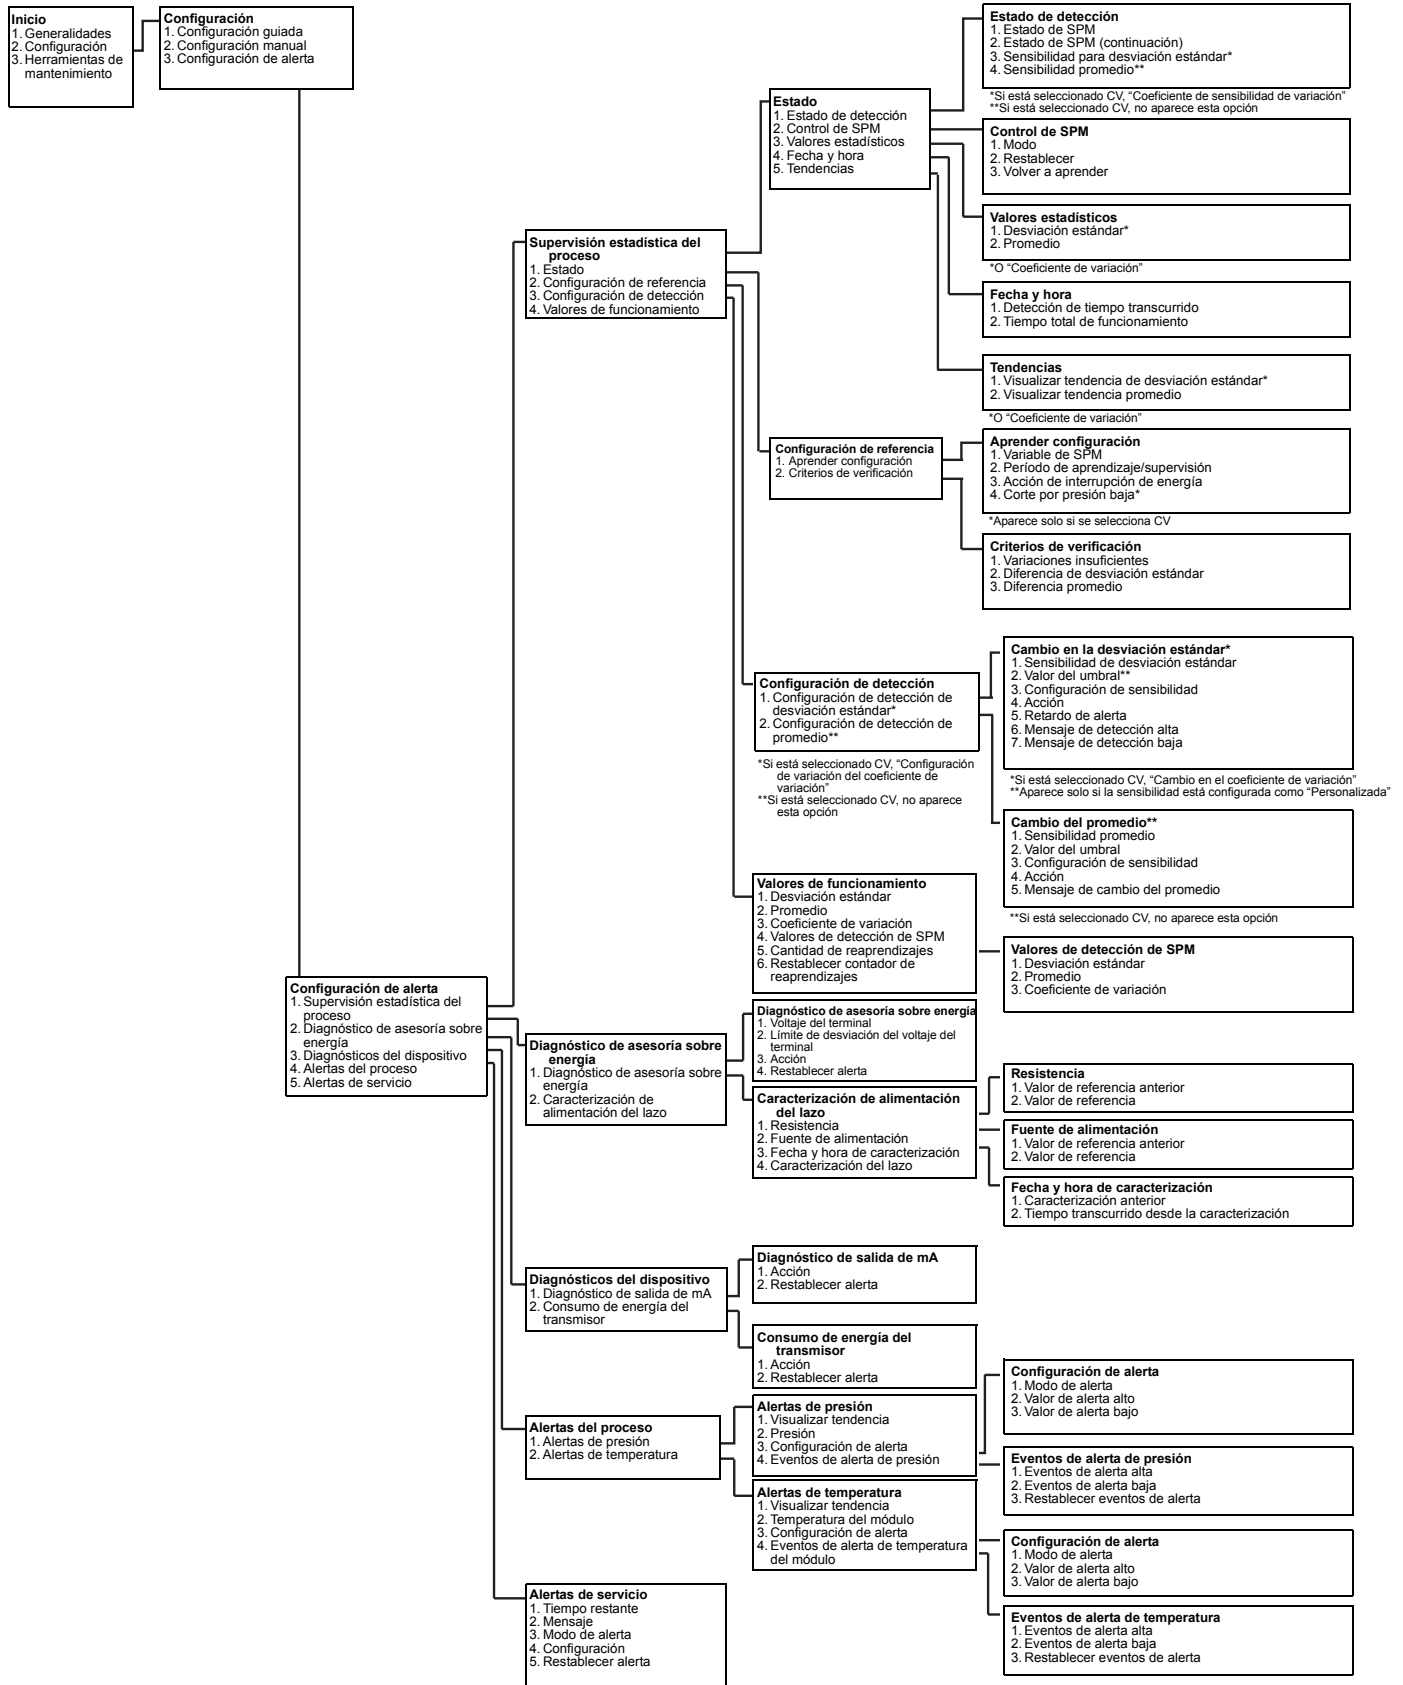 Inicio
1. Generalidades
2. Configuración
3. Herramientas de
mantenimiento
Configuración
1. Configuración guiada
2. Configuración manual
3. Configuración de alerta
Estado de detección
1. Estado de SPM
2. Estado de SPM (continuación)
3. Sensibilidad para desviación estándar*
4. Sensibilidad promedio**
*Si está seleccionado CV, “Coeficiente de sensibilidad de variación”
**Si está seleccionado CV, no aparece esta opción
Estado
1. Estado de detección
2. Control de SPM
3. Valores estadísticos
4. Fecha y hora
5. Tendencias
Control de SPM
1. Modo
2. Restablecer
3. Volver a aprender
Valores estadísticos
1. Desviación estándar*
2. Promedio
*O “Coeficiente de variación”
Supervisión estadística del
proceso
1. Estado
2. Configuración de referencia
3. Configuración de detección
4. Valores de funcionamiento
Fecha y hora
1. Detección de tiempo transcurrido
2. Tiempo total de funcionamiento
Tendencias
1. Visualizar tendencia de desviación estándar*
2. Visualizar tendencia promedio
*O “Coeficiente de variación”
Configuración de referencia
1. Aprender configuración
2. Criterios de verificación
Aprender configuración
1. Variable de SPM
2. Período de aprendizaje/supervisión
3. Acción de interrupción de energía
4. Corte por presión baja*
*Aparece solo si se selecciona CV
Criterios de verificación
1. Variaciones insuficientes
2. Diferencia de desviación estándar
3. Diferencia promedio
Configuración de detección
1. Configuración de detección de
desviación estándar*
2. Configuración de detección de
promedio**
*Si está seleccionado CV, “Configuración
de variación del coeficiente de
variación”
**Si está seleccionado CV, no aparece
esta opción
Cambio en la desviación estándar*
1. Sensibilidad de desviación estándar
2. Valor del umbral**
3. Configuración de sensibilidad
4. Acción
5. Retardo de alerta
6. Mensaje de detección alta
7. Mensaje de detección baja
*Si está seleccionado CV, “Cambio en el coeficiente de variación”
**Aparece solo si la sensibilidad está configurada como “Personalizada”
Cambio del promedio**
1. Sensibilidad promedio
2. Valor del umbral
3. Configuración de sensibilidad
4. Acción
5. Mensaje de cambio del promedio
**Si está seleccionado CV, no aparece esta opción
Valores de funcionamiento
1. Desviación estándar
2. Promedio
3. Coeficiente de variación
4. Valores de detección de SPM
5. Cantidad de reaprendizajes
6. Restablecer contador de
reaprendizajes
Valores de detección de SPM
1. Desviación estándar
2. Promedio
3. Coeficiente de variación
Configuración de alerta
1. Supervisión estadística del
proceso
2. Diagnóstico de asesoría sobre
energía
3. Diagnósticos del dispositivo
4. Alertas del proceso
5. Alertas de servicio
Diagnóstico de asesoría sobre
energía
1. Diagnóstico de asesoría sobre
energía
2. Caracterización de
alimentación del lazo
Diagnóstico de asesoría sobre energía
1. Voltaje del terminal
2. Límite de desviación del voltaje del
terminal
3. Acción
4. Restablecer alerta
Caracterización de alimentación
del lazo
1. Resistencia
2. Fuente de alimentación
3. Fecha y hora de caracterización
4. Caracterización del lazo
Resistencia
1. Valor de referencia anterior
2. Valor de referencia
Fuente de alimentación
1. Valor de referencia anterior
2. Valor de referencia
Fecha y hora de caracterización
1. Caracterización anterior
2. Tiempo transcurrido desde la caracterización
Diagnósticos del dispositivo
1. Diagnóstico de salida de mA
2. Consumo de energía del
transmisor
Diagnóstico de salida de mA
1. Acción
2. Restablecer alerta
Consumo de energía del
transmisor
1. Acción
2. Restablecer alerta
Alertas del proceso
1. Alertas de presión
2. Alertas de temperatura
Alertas de presión
1. Visualizar tendencia
2. Presión
3. Configuración de alerta
4. Eventos de alerta de presión
Configuración de alerta
1. Modo de alerta
2. Valor de alerta alto
3. Valor de alerta bajo
Eventos de alerta de presión
1. Eventos de alerta alta
2. Eventos de alerta baja
3. Restablecer eventos de alerta
Alertas de temperatura
1. Visualizar tendencia
2. Temperatura del módulo
3. Configuración de alerta
4. Eventos de alerta de temperatura
del módulo
Configuración de alerta
1. Modo de alerta
2. Valor de alerta alto
3. Valor de alerta bajo
Eventos de alerta de temperatura
1. Eventos de alerta alta
2. Eventos de alerta baja
3. Restablecer eventos de alerta
Alertas de servicio
1. Tiempo restante
2. Mensaje
3. Modo de alerta
4. Configuración
5. Restablecer alerta